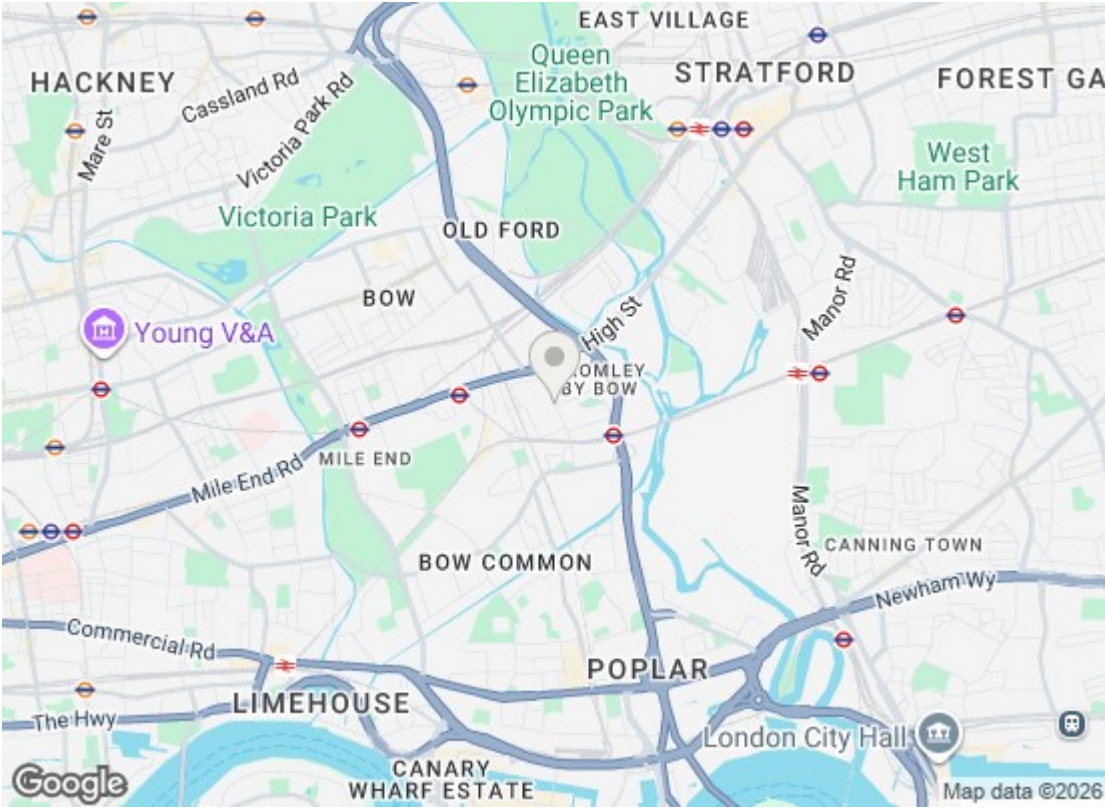 EAST VILLAGE
HACKNEY
Cassland Rd
Victoria Park Rd
Mare St
Queen
Elizabeth
Olympic Park
STRATFORD
FOREST GA
West
Ham Park
Victoria Park
OLD FORD
BOW
High St
Manor Rd
Young V&A
OMLEY
BY BOW
MILE END
Mile End Rd
Manor Rd
CANNING TOWN
BOW COMMON
Newham Wy
Commercial Rd
POPLAR
LIMEHOUSE
The Hwy
London City Hall
CANARY
WHARF ESTATE
Google
Map data ©2026